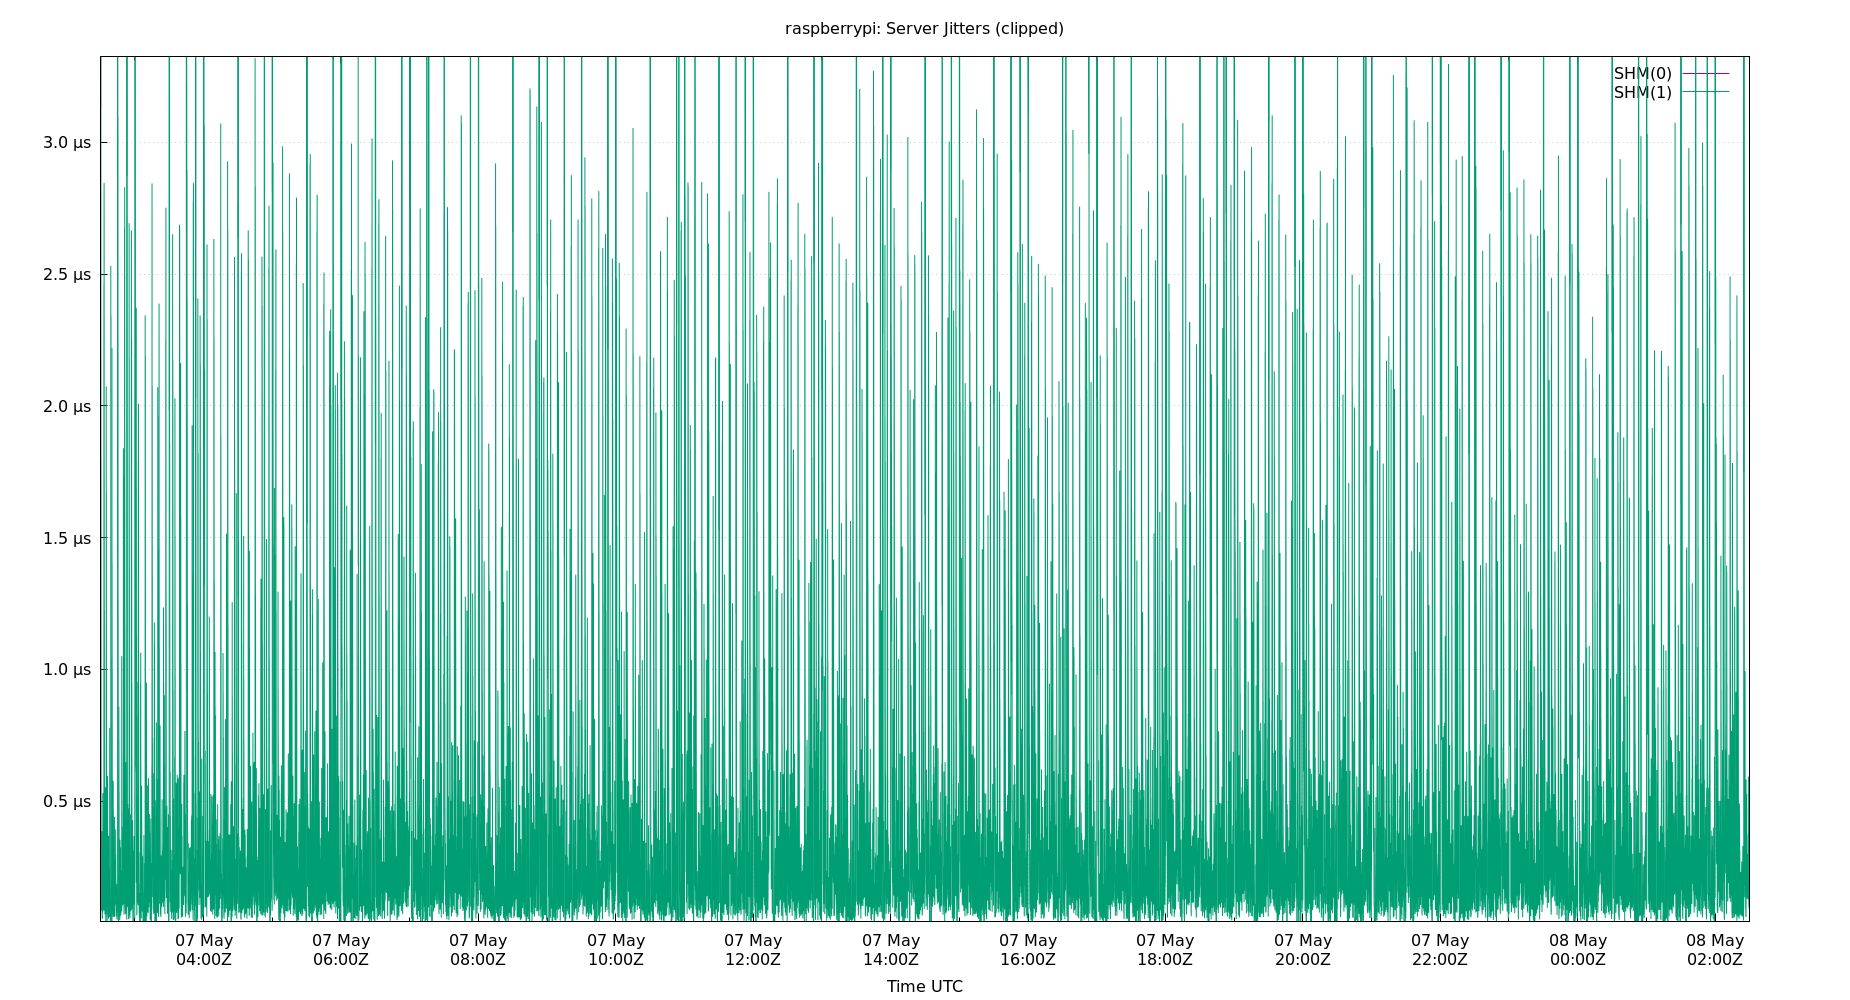 raspberrypi: Server Jitters (clipped)
SHM(0)
SHM(1)
3.0 µs
2.5 µs
2.0 µs
1.5 µs
1.0 µs
0.5 µs
07 May 07 May 07 May 07 May 07 May 07 May 07 May 07 May 07 May 07 May 08 May 08 May
04:00Z 06:00Z 08:00Z 10:00Z 12:00Z 14:00Z 16:00Z 18:00Z 20:00Z 22:00Z 00:00Z 02:00Z
Time UTC